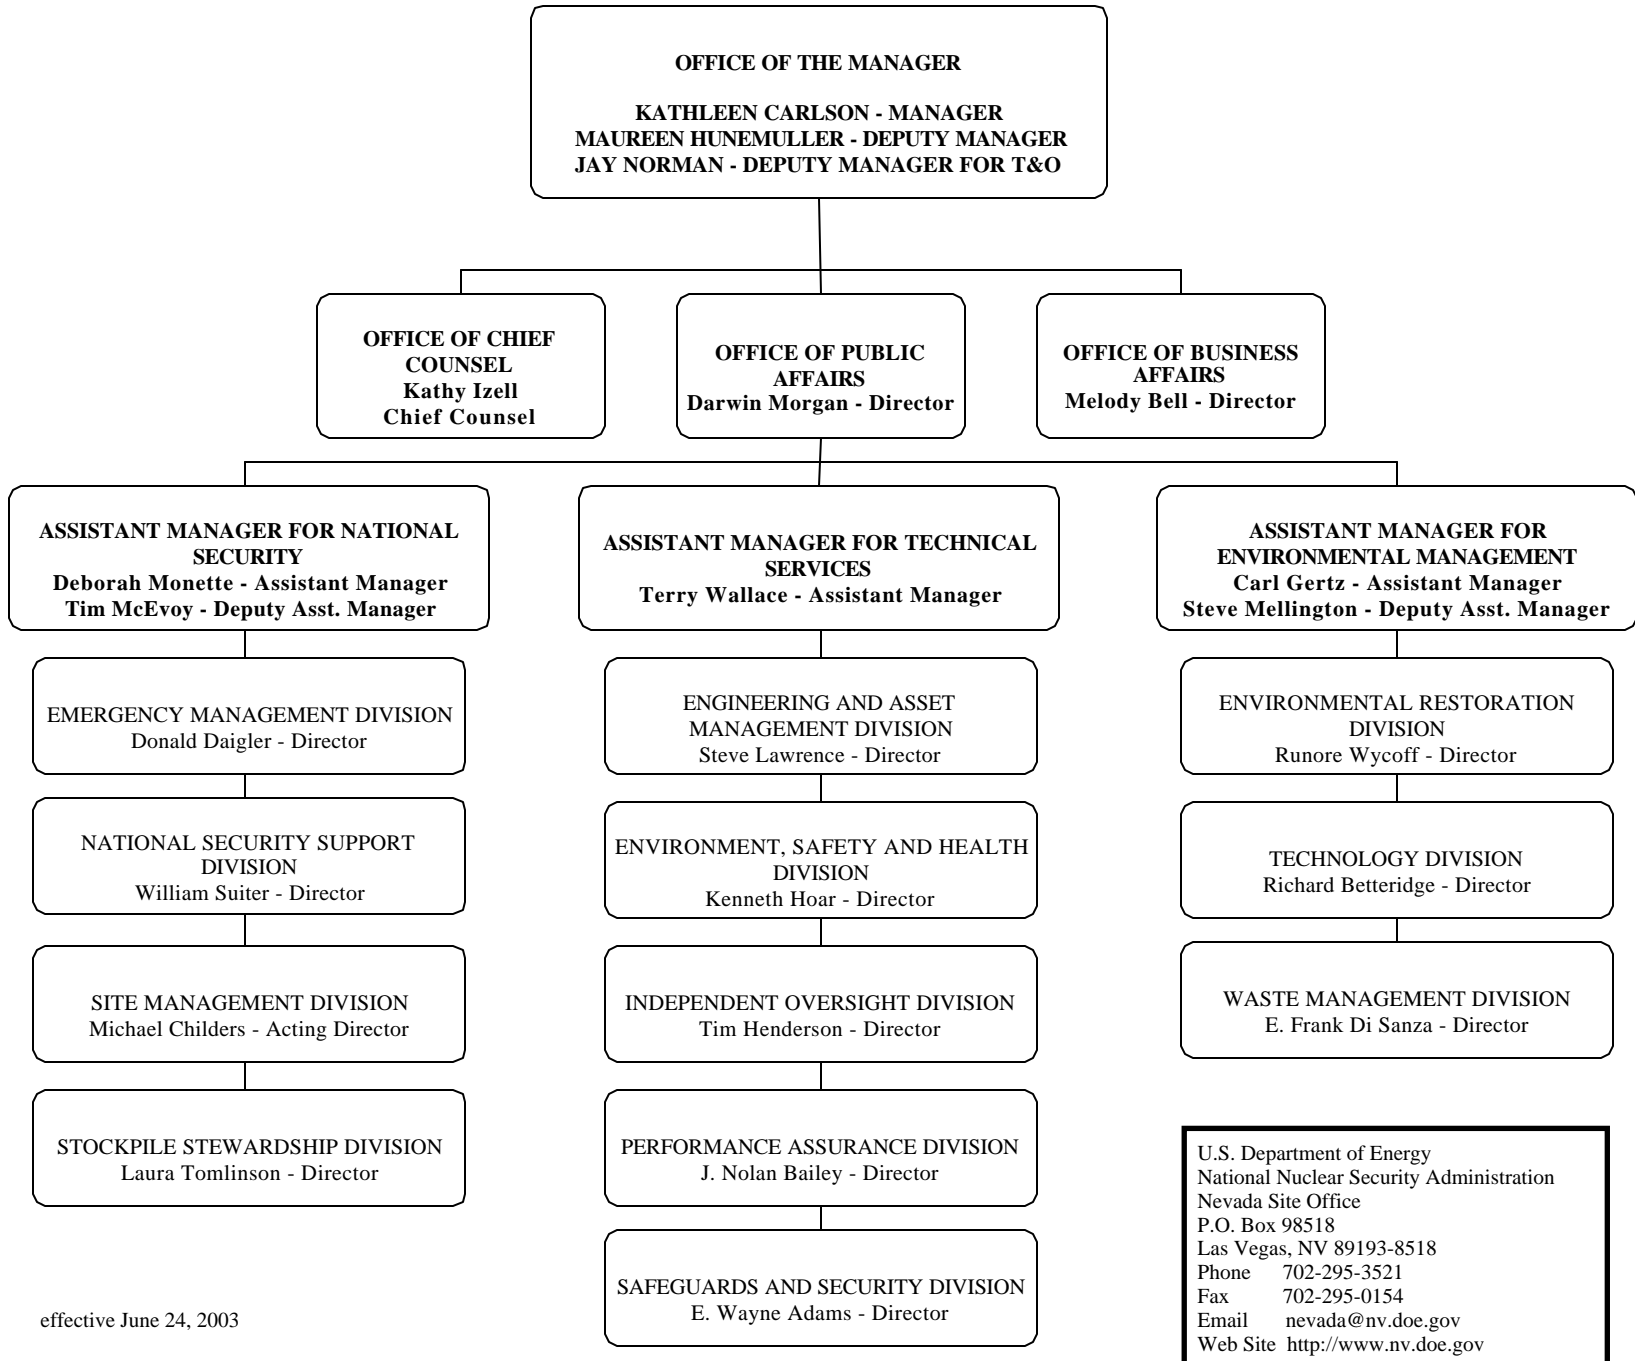 OFFICE OF THE MANAGER
KATHLEEN CARLSON - MANAGER
MAUREEN HUNEMULLER - DEPUTY MANAGER
JAY NORMAN - DEPUTY MANAGER FOR T&O
OFFICE OF CHIEF
COUNSEL
Kathy Izell
Chief Counsel
OFFICE OF PUBLIC
AFFAIRS
Darwin Morgan - Director
OFFICE OF BUSINESS
AFFAIRS
Melody Bell - Director
ASSISTANT MANAGER FOR NATIONAL
SECURITY
Deborah Monette - Assistant Manager
Tim McEvoy - Deputy Asst. Manager
ASSISTANT MANAGER FOR TECHNICAL
SERVICES
Terry Wallace - Assistant Manager
ASSISTANT MANAGER FOR
ENVIRONMENTAL MANAGEMENT
Carl Gertz - Assistant Manager
Steve Mellington - Deputy Asst. Manager
EMERGENCY MANAGEMENT DIVISION
Donald Daigler - Director
NATIONAL SECURITY SUPPORT
DIVISION
William Suiter - Director
SITE MANAGEMENT DIVISION
Michael Childers - Acting Director
STOCKPILE STEWARDSHIP DIVISION
Laura Tomlinson - Director
ENGINEERING AND ASSET
MANAGEMENT DIVISION
Steve Lawrence - Director
ENVIRONMENT, SAFETY AND HEALTH
DIVISION
Kenneth Hoar - Director
INDEPENDENT OVERSIGHT DIVISION
Tim Henderson - Director
PERFORMANCE ASSURANCE DIVISION
J. Nolan Bailey - Director
SAFEGUARDS AND SECURITY DIVISION
E. Wayne Adams - Director
ENVIRONMENTAL RESTORATION
DIVISION
Runore Wycoff - Director
TECHNOLOGY DIVISION
Richard Betteridge - Director
WASTE MANAGEMENT DIVISION
E. Frank Di Sanza - Director
U.S. Department of Energy
National Nuclear Security Administration
Nevada Site Office
P.O. Box 98518
Las Vegas, NV 89193-8518
Phone 702-295-3521
Fax 702-295-0154
Email nevada@nv.doe.gov
Web Site http://www.nv.doe.gov
effective June 24, 2003